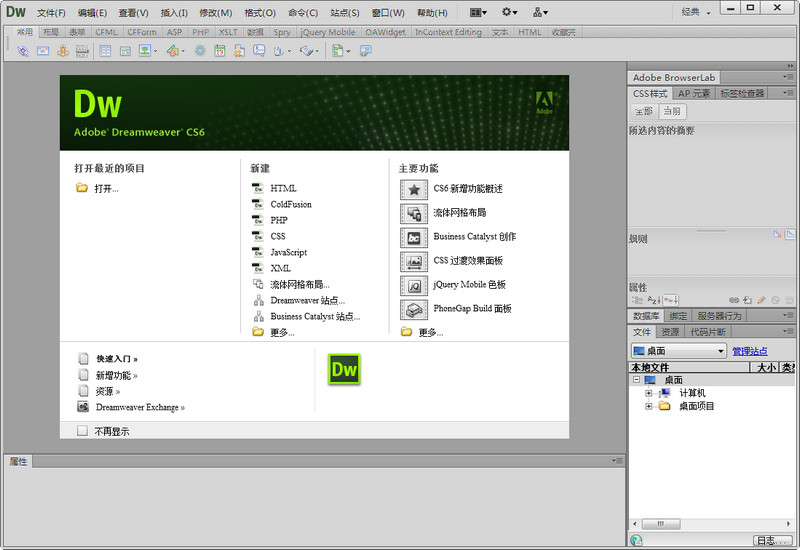 Dw 文件(F) 编辑(E) 查看(V) 插入(I) 修改(M) 格式(O) 命令(C) 站点(S) 窗口(W) 帮助(H) 经典
常用 布局 表单 CFML CFForm ASP PHP XSLT 数据 Spry jQuery Mobile OAWidget InContext Editing 文本 HTML 收藏夹
Dw
Adobe® Dreamweaver® CS6
Adobe
打开最近的项目
打开...
新建
HTML
ColdFusion
PHP
CSS
JavaScript
XML
流体网格布局...
Dreamweaver 站点...
Business Catalyst 站点...
更多...
主要功能
CS6 新增功能概述
流体网格布局
Business Catalyst 创作
CSS 过渡效果面板
jQuery Mobile 色板
PhoneGap Build 面板
更多...
快速入门 »
新增功能 »
资源 »
Dreamweaver Exchange »
Dw
不再显示
属性
Adobe BrowserLab
CSS样式 AP 元素 标签检查器
全部 当前
所选内容的摘要
规则
属性
数据库 绑定 服务器行为
文件 资源 代码片断
桌面 管理站点
本地文件 大小 类
桌面
计算机
桌面项目
日志...